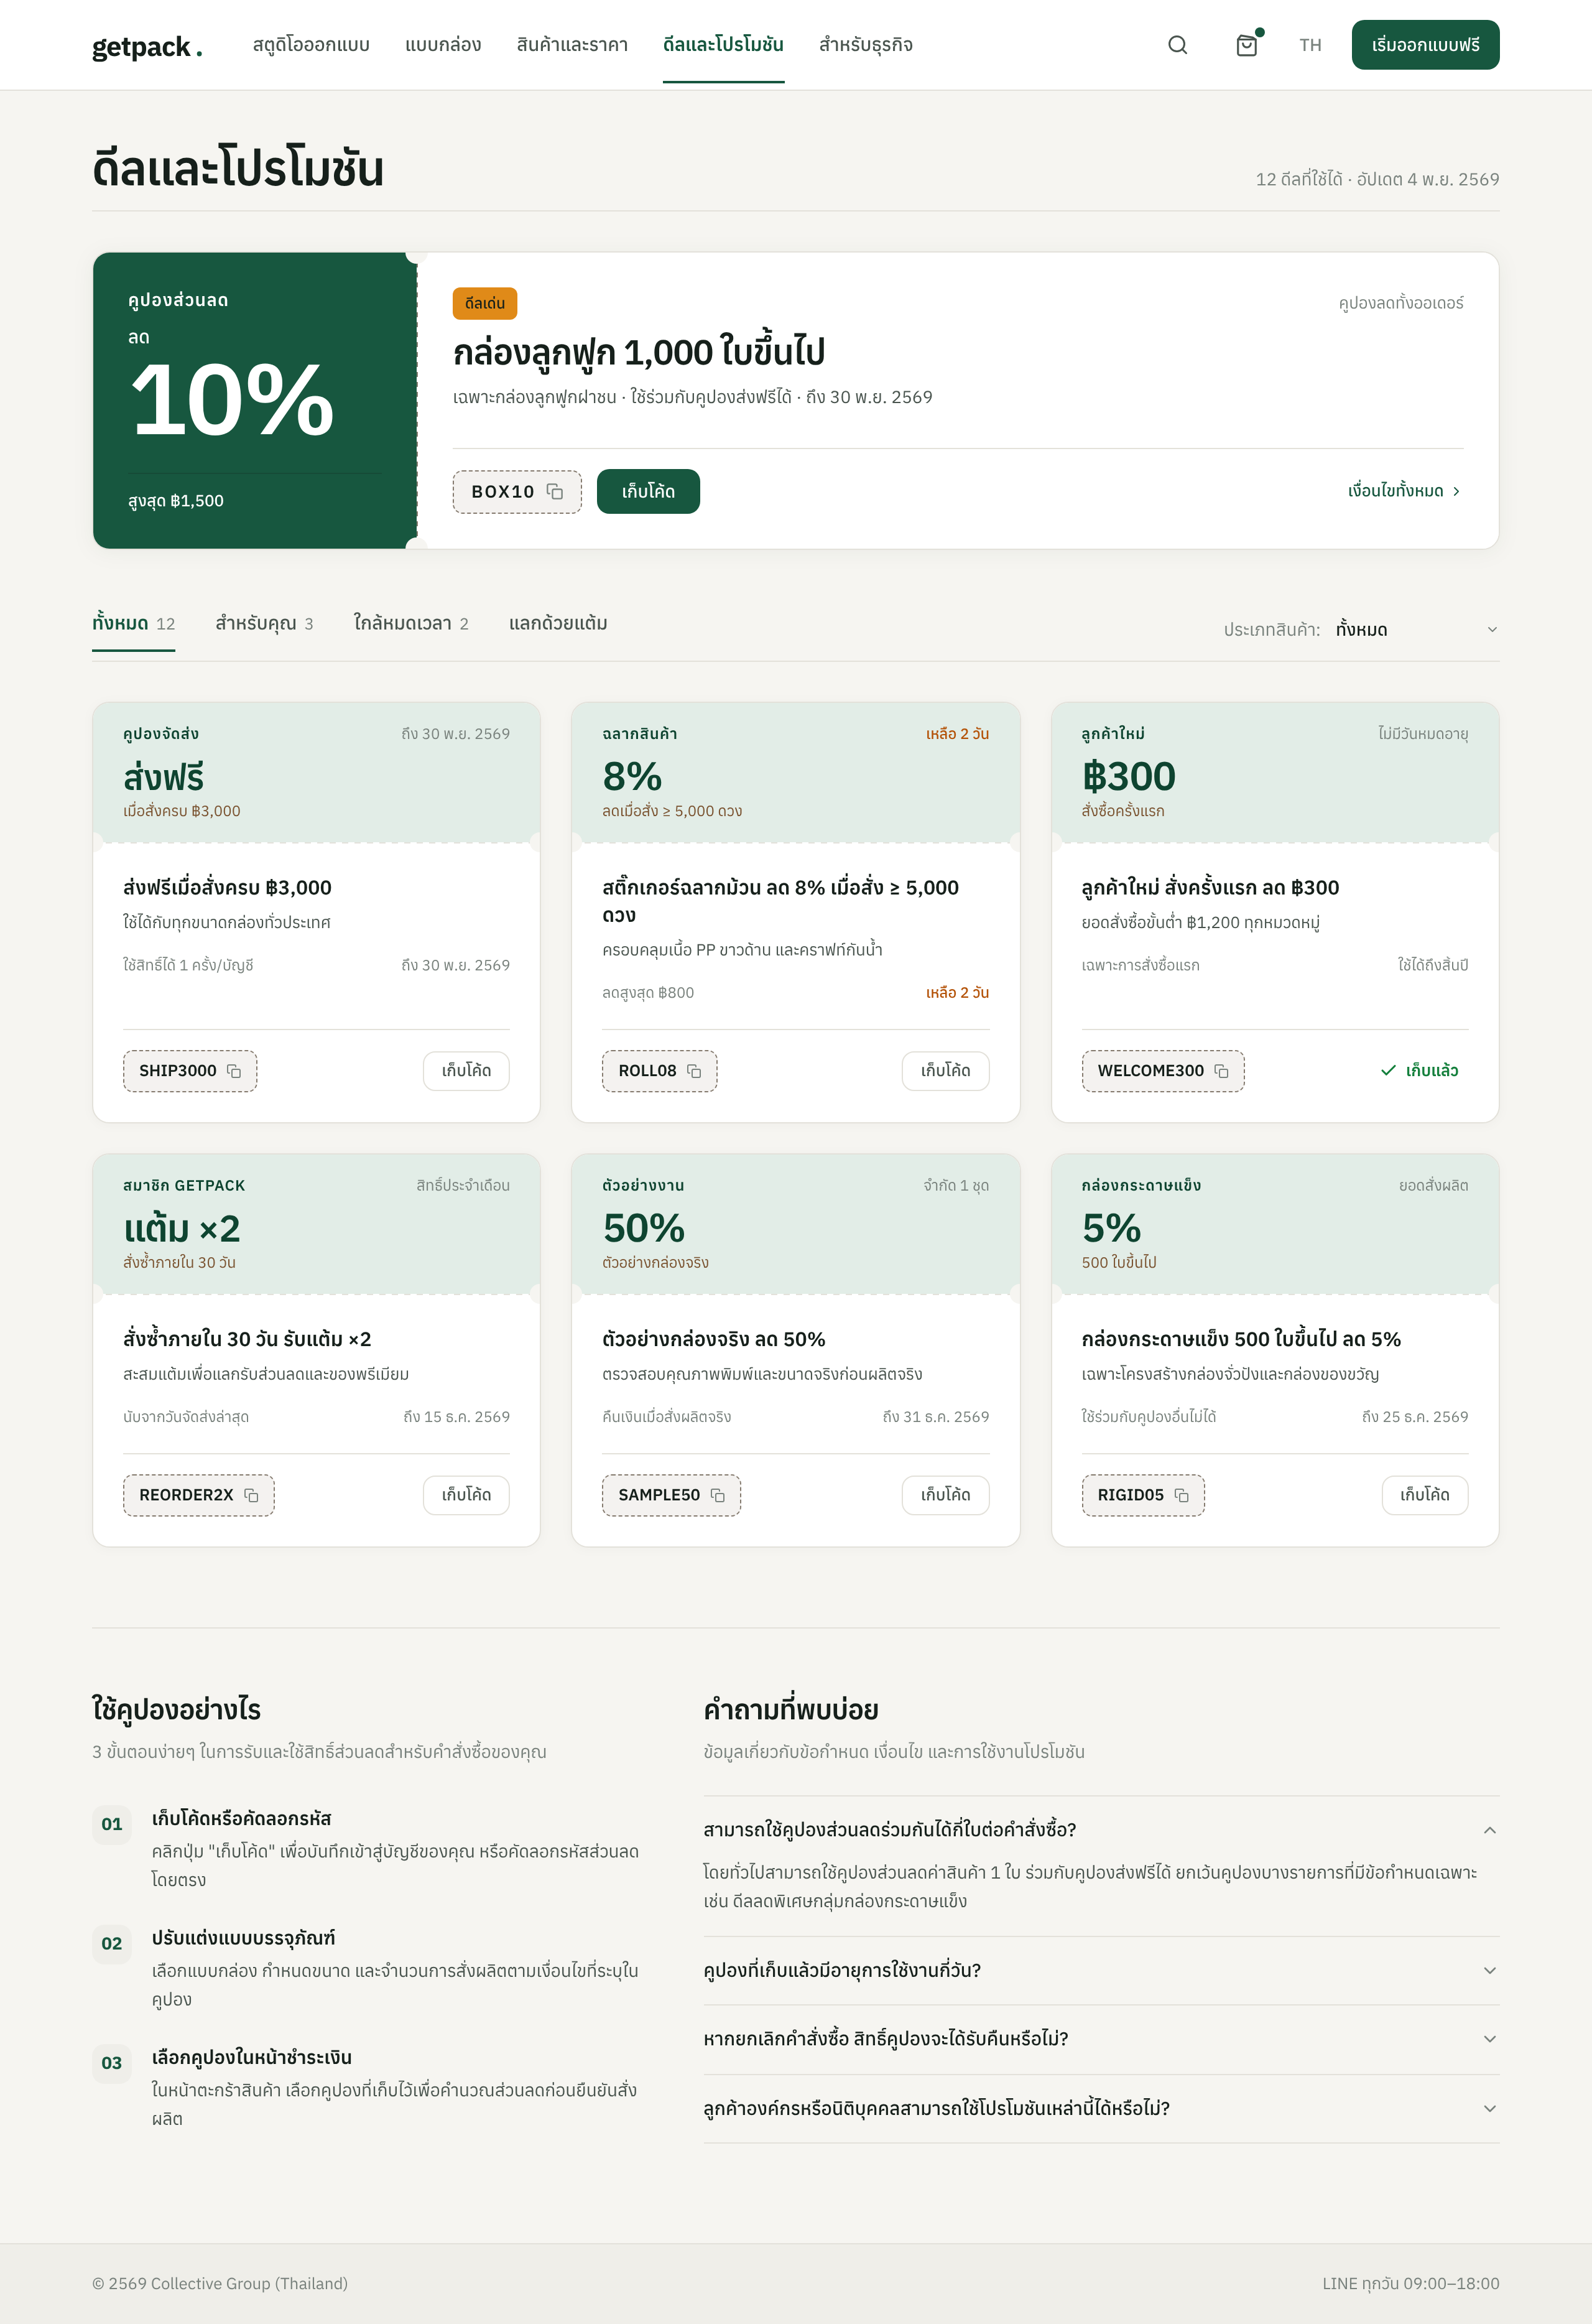 getpack.
สตูดิโอออกแบบ
แบบกล่อง
สินค้าและราคา
ดีลและโปรโมชัน
สำหรับธุรกิจ
TH
เริ่มออกแบบฟรี
ดีลและโปรโมชัน
12 ดีลที่ใช้ได้ · อัปเดต 4 พ.ย. 2569
คูปองส่วนลด
ลด
10%
สูงสุด ฿1,500
ดีลเด่น
คูปองลดทั้งออเดอร์
กล่องลูกฟูก 1,000 ใบขึ้นไป
เฉพาะกล่องลูกฟูกฝาชน · ใช้ร่วมกับคูปองส่งฟรีได้ · ถึง 30 พ.ย. 2569
BOX10
เก็บโค้ด
เงื่อนไขทั้งหมด
ทั้งหมด 12
สำหรับคุณ 3
ใกล้หมดเวลา 2
แลกด้วยแต้ม
ประเภทสินค้า: ทั้งหมด
คูปองจัดส่ง
ถึง 30 พ.ย. 2569
ส่งฟรี
เมื่อสั่งครบ ฿3,000
ส่งฟรีเมื่อสั่งครบ ฿3,000
ใช้ได้กับทุกขนาดกล่องทั่วประเทศ
ใช้สิทธิ์ได้ 1 ครั้ง/บัญชี
ถึง 30 พ.ย. 2569
SHIP3000
เก็บโค้ด
ฉลากสินค้า
เหลือ 2 วัน
8%
ลดเมื่อสั่ง ≥ 5,000 ดวง
สติ๊กเกอร์ฉลากม้วน ลด 8% เมื่อสั่ง ≥ 5,000
ดวง
ครอบคลุมเนื้อ PP ขาวด้าน และคราฟท์กันน้ำ
ลดสูงสุด ฿800
เหลือ 2 วัน
ROLL08
เก็บโค้ด
ลูกค้าใหม่
ไม่มีวันหมดอายุ
฿300
สั่งซื้อครั้งแรก
ลูกค้าใหม่ สั่งครั้งแรก ลด ฿300
ยอดสั่งซื้อขั้นต่ำ ฿1,200 ทุกหมวดหมู่
เฉพาะการสั่งซื้อแรก
ใช้ได้ถึงสิ้นปี
WELCOME300
เก็บแล้ว
สมาชิก GETPACK
สิทธิ์ประจำเดือน
แต้ม ×2
สั่งซ้ำภายใน 30 วัน
สั่งซ้ำภายใน 30 วัน รับแต้ม ×2
สะสมแต้มเพื่อแลกรับส่วนลดและของพรีเมียม
นับจากวันจัดส่งล่าสุด
ถึง 15 ธ.ค. 2569
REORDER2X
เก็บโค้ด
ตัวอย่างงาน
จำกัด 1 ชุด
50%
ตัวอย่างกล่องจริง
ตัวอย่างกล่องจริง ลด 50%
ตรวจสอบคุณภาพพิมพ์และขนาดจริงก่อนผลิตจริง
คืนเงินเมื่อสั่งผลิตจริง
ถึง 31 ธ.ค. 2569
SAMPLE50
เก็บโค้ด
กล่องกระดาษแข็ง
ยอดสั่งผลิต
5%
500 ใบขึ้นไป
กล่องกระดาษแข็ง 500 ใบขึ้นไป ลด 5%
เฉพาะโครงสร้างกล่องจั่วปังและกล่องของขวัญ
ใช้ร่วมกับคูปองอื่นไม่ได้
ถึง 25 ธ.ค. 2569
RIGID05
เก็บโค้ด
ใช้คูปองอย่างไร
3 ขั้นตอนง่ายๆ ในการรับและใช้สิทธิ์ส่วนลดสำหรับคำสั่งซื้อของคุณ
01
เก็บโค้ดหรือคัดลอกรหัส
คลิกปุ่ม "เก็บโค้ด" เพื่อบันทึกเข้าสู่บัญชีของคุณ หรือคัดลอกรหัสส่วนลด
โดยตรง
02
ปรับแต่งแบบบรรจุภัณฑ์
เลือกแบบกล่อง กำหนดขนาด และจำนวนการสั่งผลิตตามเงื่อนไขที่ระบุใน
คูปอง
03
เลือกคูปองในหน้าชำระเงิน
ในหน้าตะกร้าสินค้า เลือกคูปองที่เก็บไว้เพื่อคำนวณส่วนลดก่อนยืนยันสั่ง
ผลิต
คำถามที่พบบ่อย
ข้อมูลเกี่ยวกับข้อกำหนด เงื่อนไข และการใช้งานโปรโมชัน
สามารถใช้คูปองส่วนลดร่วมกันได้กี่ใบต่อคำสั่งซื้อ?
โดยทั่วไปสามารถใช้คูปองส่วนลดค่าสินค้า 1 ใบ ร่วมกับคูปองส่งฟรีได้ ยกเว้นคูปองบางรายการที่มีข้อกำหนดเฉพาะ
เช่น ดีลลดพิเศษกลุ่มกล่องกระดาษแข็ง
คูปองที่เก็บแล้วมีอายุการใช้งานกี่วัน?
หากยกเลิกคำสั่งซื้อ สิทธิ์คูปองจะได้รับคืนหรือไม่?
ลูกค้าองค์กรหรือนิติบุคคลสามารถใช้โปรโมชันเหล่านี้ได้หรือไม่?
© 2569 Collective Group (Thailand)
LINE ทุกวัน 09:00–18:00